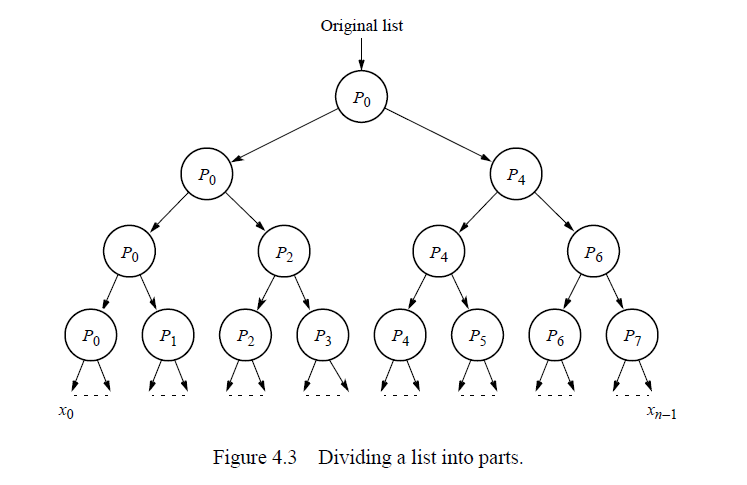 Original list
P0
P0 P4
P0 P2 P4 P6
P0 P1 P2 P3 P4 P5 P6 P7
x0 xn–1
Figure 4.3 Dividing a list into parts.